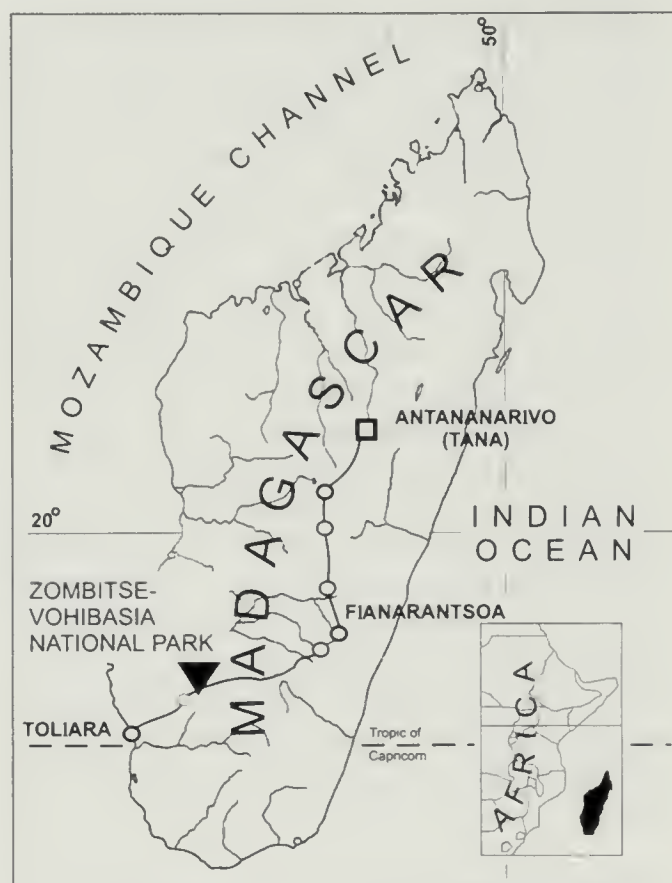 50°
MOZAMBIQUE CHANNEL
MADAGASCAR
ANTANANARIVO
(TANA)
20°
INDIAN
OCEAN
ZOMBITSE-
VOHIBASIA
NATIONAL PARK
FIANARANTSOA
TOLIARA
Tropic of
Capricorn
AFRICA